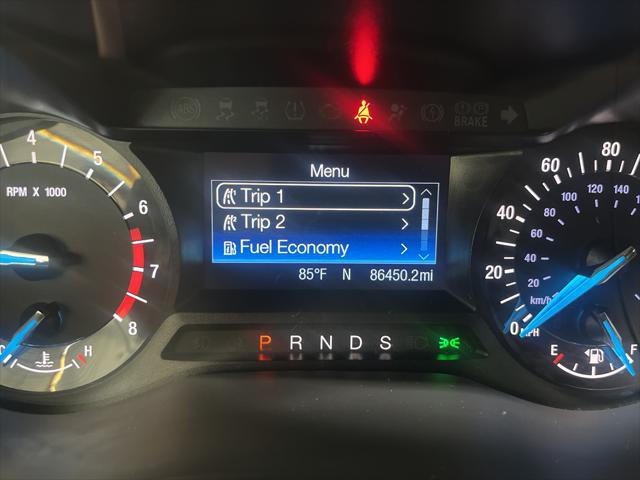 ABS
BRAKE
Menu
Trip 1
Trip 2
Fuel Economy
85°F N 86450.2mi
RPM X 1000
4
5
6
7
8
H
P R N D S
0
20
40
60
80
20
40
60
80
100
120
140
km/h
MPH
E
F